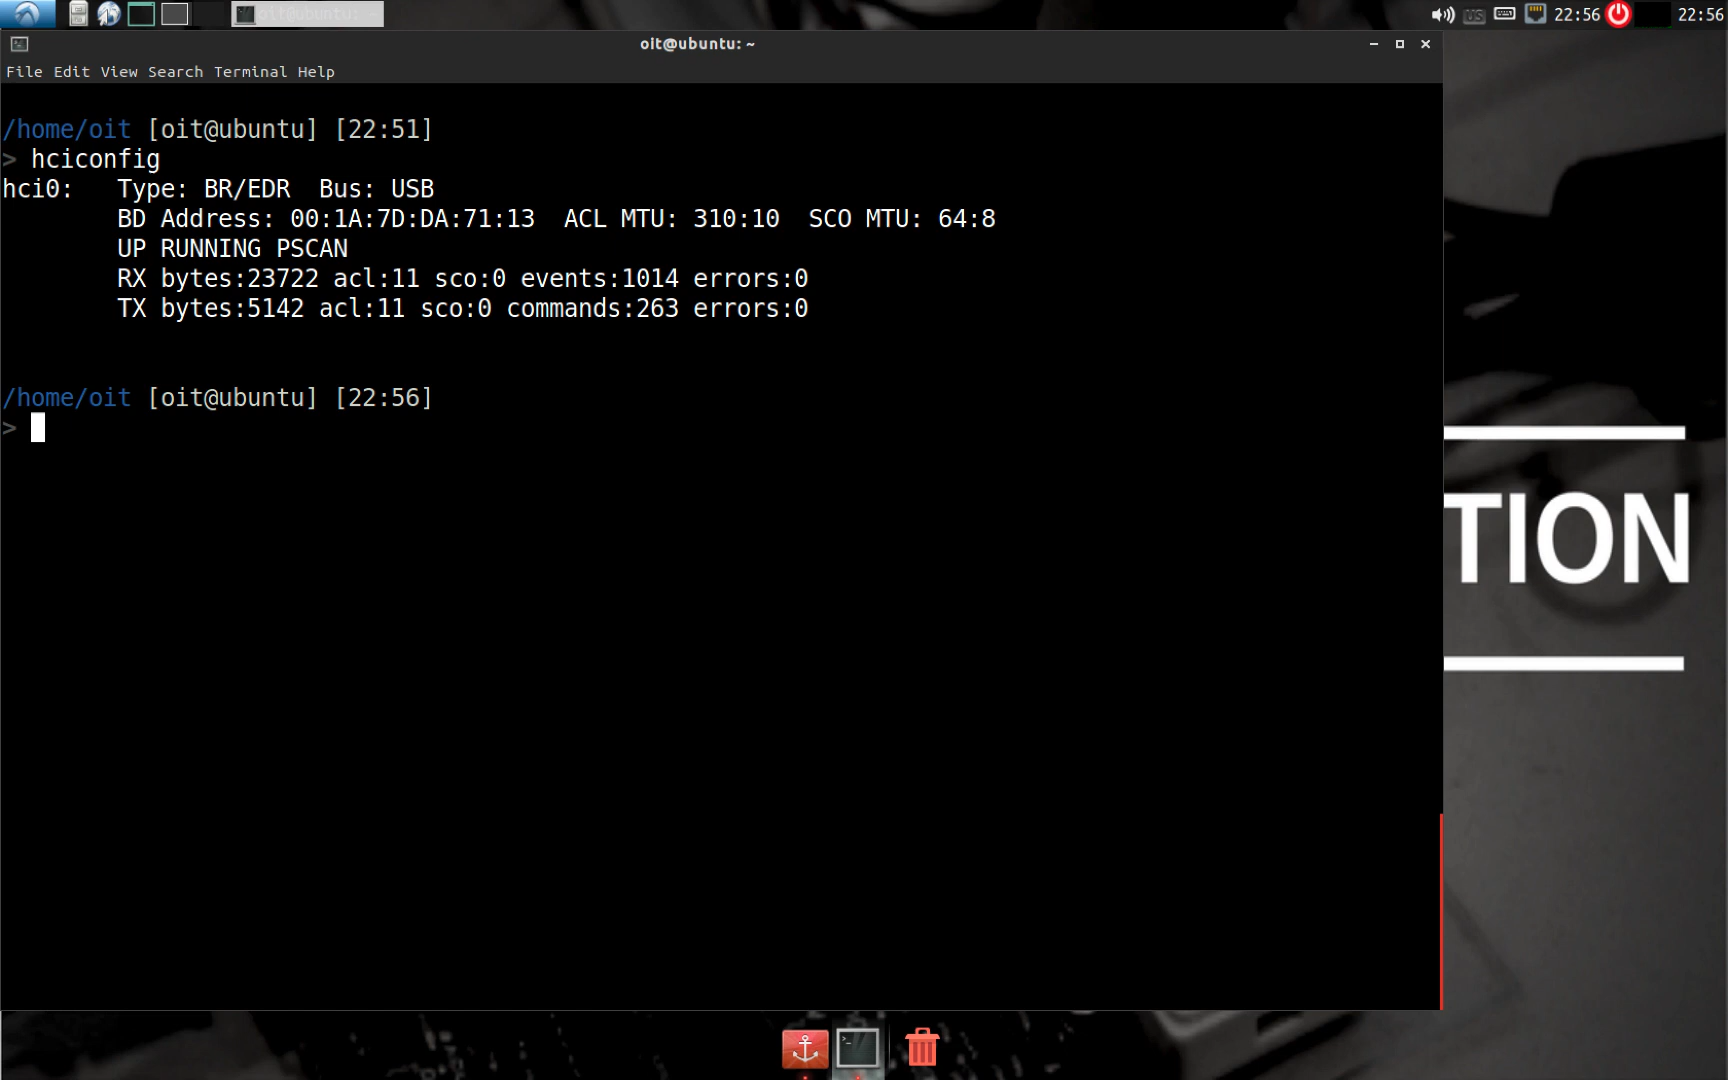 oit@ubuntu: ~
22:56
22:56
oit@ubuntu: ~
File Edit View Search Terminal Help
/home/oit [oit@ubuntu] [22:51]
> hciconfig
hci0:   Type: BR/EDR  Bus: USB
        BD Address: 00:1A:7D:DA:71:13  ACL MTU: 310:10  SCO MTU: 64:8
        UP RUNNING PSCAN
        RX bytes:23722 acl:11 sco:0 events:1014 errors:0
        TX bytes:5142 acl:11 sco:0 commands:263 errors:0
/home/oit [oit@ubuntu] [22:56]
>
TION